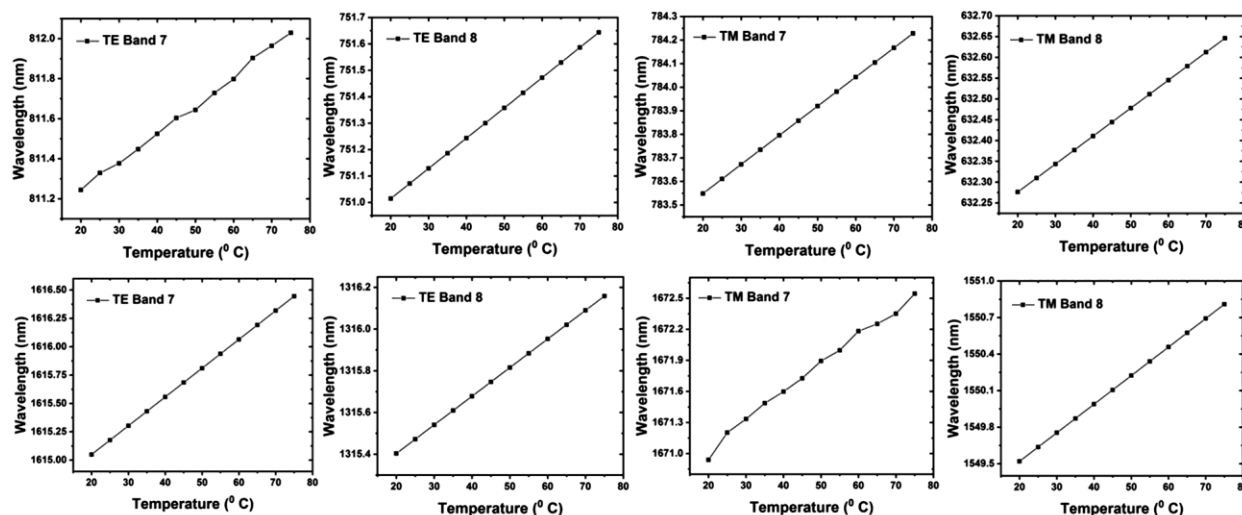 812.0
811.8
811.6
811.4
811.2
Wavelength (nm)
TE Band 7
20 30 40 50 60 70 80
Temperature (⁰ C)
751.7
751.6
751.5
751.4
751.3
751.2
751.1
751.0
Wavelength (nm)
TE Band 8
20 30 40 50 60 70 80
Temperature (⁰ C)
784.3
784.2
784.1
784.0
783.9
783.8
783.7
783.6
783.5
Wavelength (nm)
TM Band 7
20 30 40 50 60 70 80
Temperature (⁰ C)
632.70
632.65
632.60
632.55
632.50
632.45
632.40
632.35
632.30
632.25
Wavelength (nm)
TM Band 8
20 30 40 50 60 70 80
Temperature (⁰ C)
1616.50
1616.25
1616.00
1615.75
1615.50
1615.25
1615.00
Wavelength (nm)
TE Band 7
20 30 40 50 60 70 80
Temperature (⁰ C)
1316.2
1316.0
1315.8
1315.6
1315.4
Wavelength (nm)
TE Band 8
20 30 40 50 60 70 80
Temperature (⁰ C)
1672.5
1672.2
1671.9
1671.6
1671.3
1671.0
Wavelength (nm)
TM Band 7
20 30 40 50 60 70 80
Temperature (⁰ C)
1551.0
1550.7
1550.4
1550.1
1549.8
1549.5
Wavelength (nm)
TM Band 8
20 30 40 50 60 70 80
Temperature (⁰ C)